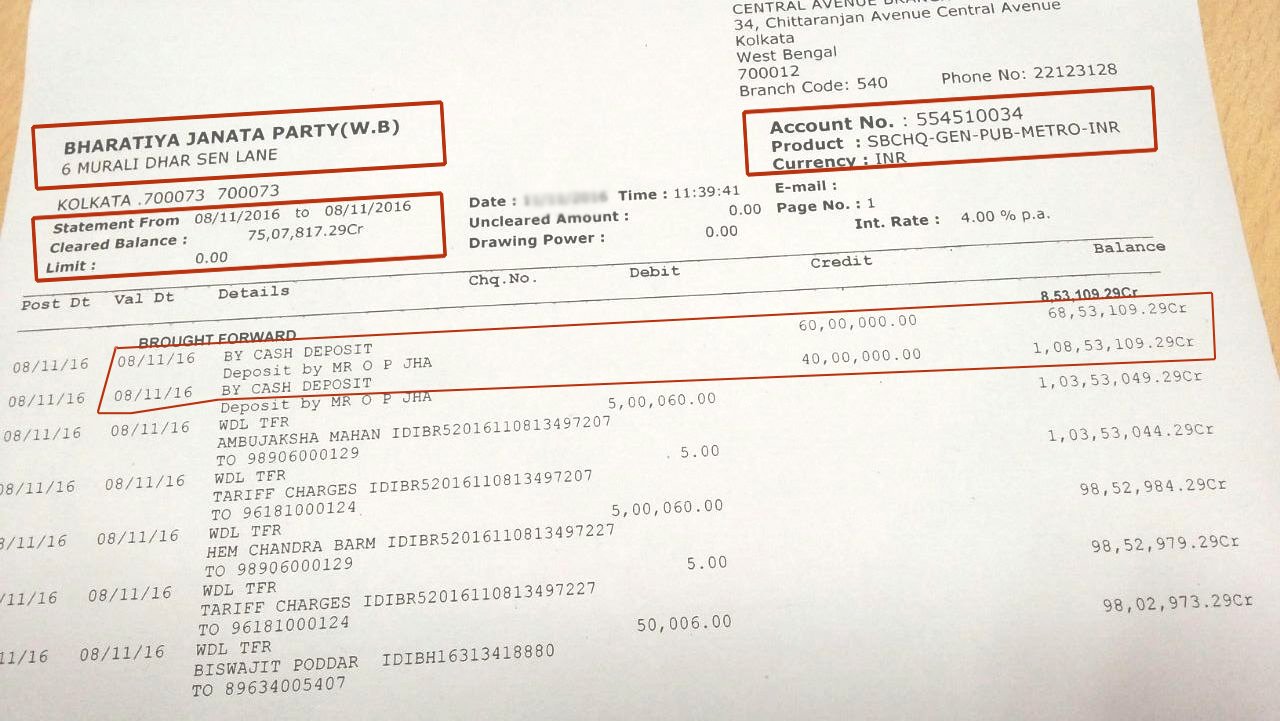 CENTRAL AVENUE
34, Chittaranjan Avenue Central Avenue
Kolkata
West Bengal
700012
Branch Code: 540 Phone No: 22123128
BHARATIYA JANATA PARTY(W.B)
6 MURALI DHAR SEN LANE
KOLKATA .700073 700073
Account No. : 554510034
Product : SBCHQ-GEN-PUB-METRO-INR
Currency : INR
Statement From 08/11/2016 to 08/11/2016
Cleared Balance : 75,07,817.29Cr
Limit : 0.00
Date : Time : 11:39:41
Uncleared Amount : 0.00
Drawing Power : 0.00
E-mail :
Page No. : 1
Int. Rate : 4.00 % p.a.
Post Dt Val Dt Details Chq.No. Debit Credit Balance
BROUGHT FORWARD 8,53,109.29Cr
08/11/16 08/11/16 BY CASH DEPOSIT 60,00,000.00 68,53,109.29Cr
Deposit by MR O P JHA
08/11/16 08/11/16 BY CASH DEPOSIT 40,00,000.00 1,08,53,109.29Cr
Deposit by MR O P JHA
08/11/16 08/11/16 WDL TFR 5,00,060.00 1,03,53,049.29Cr
AMBUJAKSHA MAHAN IDIBR52016110813497207
TO 98906000129
08/11/16 08/11/16 WDL TFR 5.00 1,03,53,044.29Cr
TARIFF CHARGES IDIBR52016110813497207
TO 96181000124
8/11/16 08/11/16 WDL TFR 5,00,060.00 98,52,984.29Cr
HEM CHANDRA BARM IDIBR52016110813497227
TO 98906000129
/11/16 08/11/16 WDL TFR 5.00 98,52,979.29Cr
TARIFF CHARGES IDIBR52016110813497227
TO 96181000124
11/16 08/11/16 WDL TFR 50,006.00 98,02,973.29Cr
BISWAJIT PODDAR IDIBH16313418880
TO 89634005407